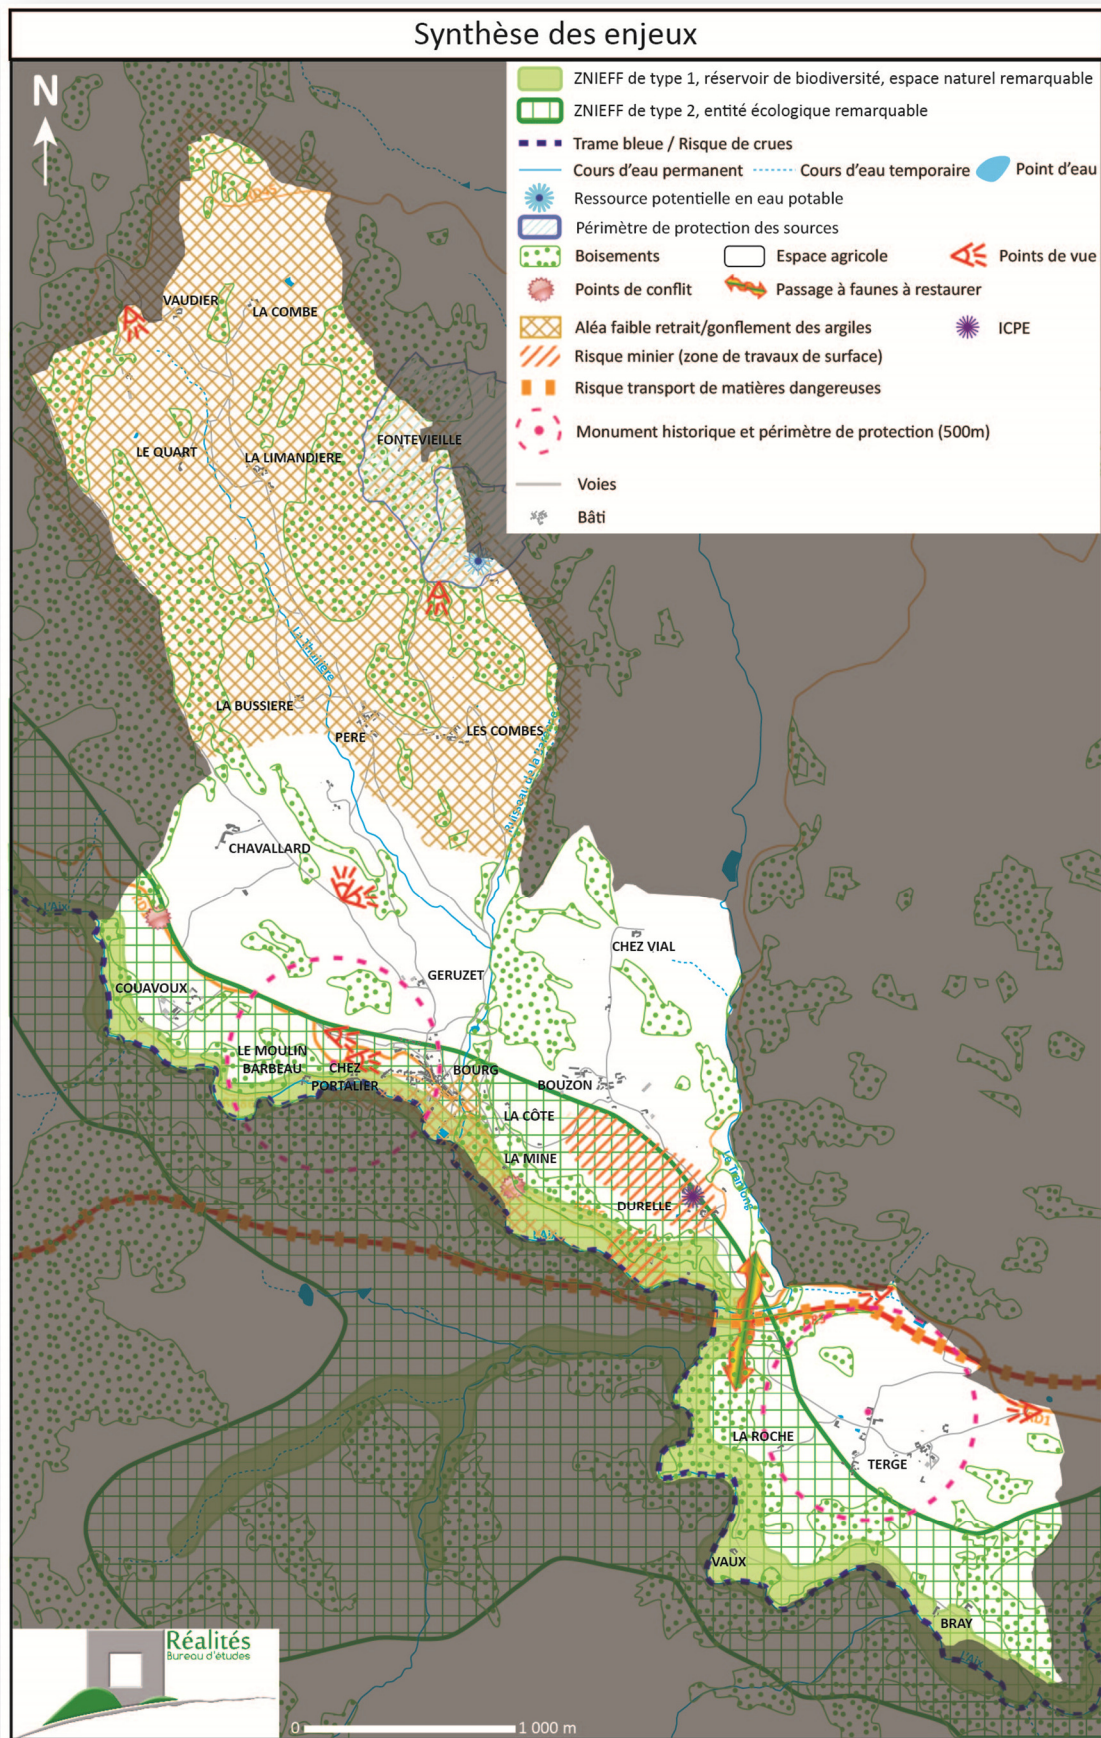 Synthèse des enjeux
N
ZNIEFF de type 1, réservoir de biodiversité, espace naturel remarquable
ZNIEFF de type 2, entité écologique remarquable
Trame bleue / Risque de crues
Cours d'eau permanent
Cours d'eau temporaire
Point d'eau
Ressource potentielle en eau potable
Périmètre de protection des sources
Boisements
Espace agricole
Points de vue
Points de conflit
Passage à faunes à restaurer
Aléa faible retrait/gonflement des argiles
ICPE
Risque minier (zone de travaux de surface)
Risque transport de matières dangereuses
Monument historique et périmètre de protection (500m)
Voies
Bâti
VAUDIER
LA COMBE
FONTEVIEILLE
LE QUART
LA LIMANDIERE
LA BUSSIERE
PERE
LES COMBES
CHAVALLARD
CHEZ VIAL
GERUZET
COUAVOUX
L'Aix
LE MOULIN
BARBEAU
CHEZ
PORTALIER
BOURG
BOUZON
LA CÔTE
LA MINE
DURELLE
LA ROCHE
TERGE
VAUX
BRAY
L'Aix
Réalités
Bureau d'études
0
1 000 m